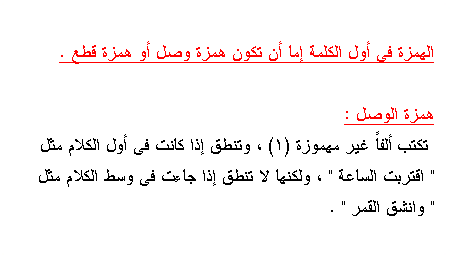 الهمزة فى أول الكلمة إما أن تكون همزة وصل أو همزة قطع .
همزة الوصل :
تكتب ألفاً غير مهموزة (١) ، وتنطق إذا كانت فى أول الكلام مثل
" اقتربت الساعة " ، ولكنها لا تنطق إذا جاءت فى وسط الكلام مثل
" وانشق القمر " .